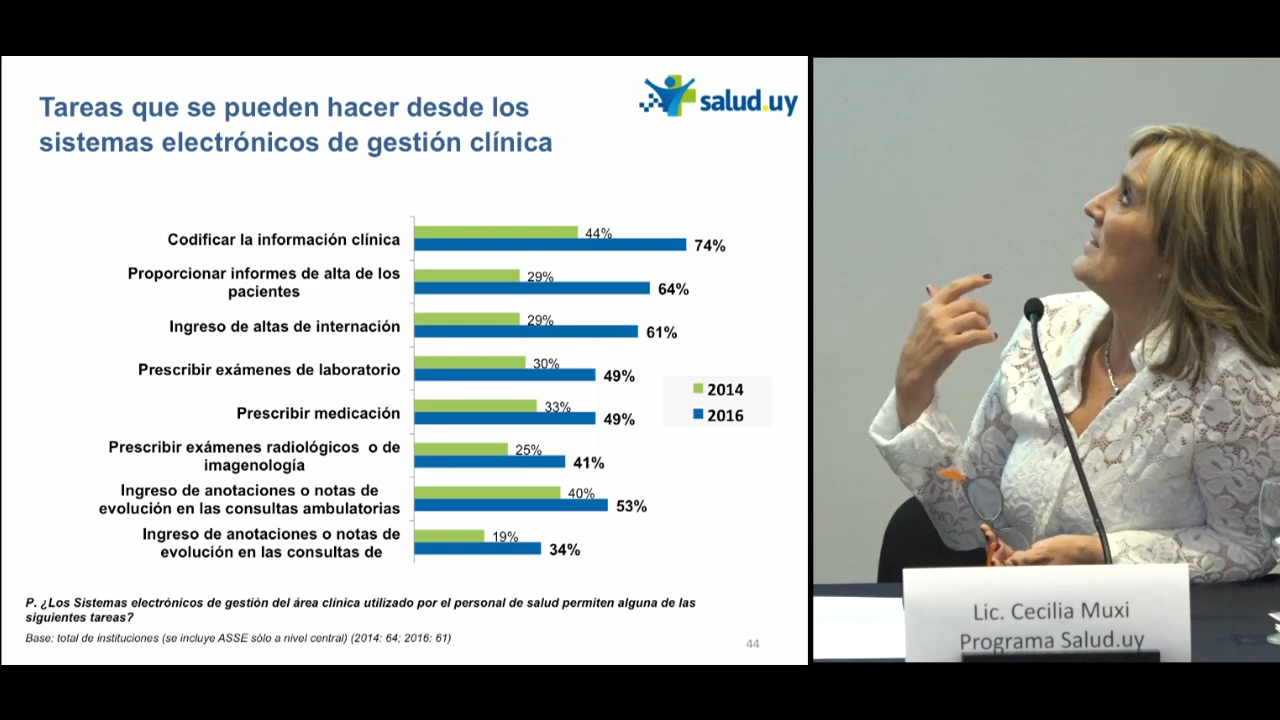 Tareas que se pueden hacer desde los
sistemas electrónicos de gestión clínica
salud.uy
Codificar la información clínica
44%
74%
Proporcionar informes de alta de los
pacientes
29%
64%
Ingreso de altas de internación
29%
61%
Prescribir exámenes de laboratorio
30%
49%
Prescribir medicación
33%
49%
Prescribir exámenes radiológicos o de
imagenología
25%
41%
Ingreso de anotaciones o notas de
evolución en las consultas ambulatorias
40%
53%
Ingreso de anotaciones o notas de
evolución en las consultas de
19%
34%
2014
2016
P. ¿Los Sistemas electrónicos de gestión del área clínica utilizado por el personal de salud permiten alguna de las
siguientes tareas?
Base: total de instituciones (se incluye ASSE sólo a nivel central) (2014: 64; 2016: 61)
44
Lic. Cecilia Muxi
Programa Salud.uy